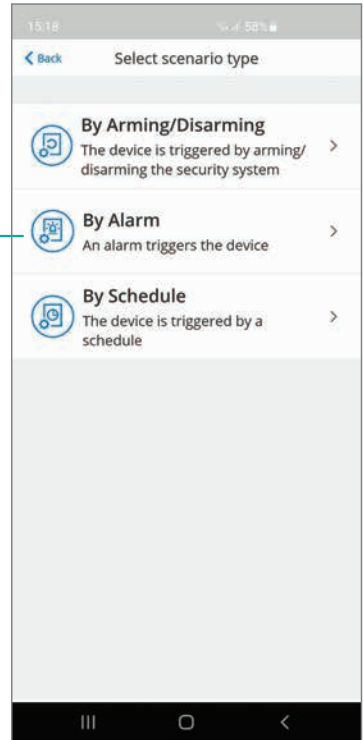 15:18 58%
Back Select scenario type
By Arming/Disarming
The device is triggered by arming/
disarming the security system
By Alarm
An alarm triggers the device
By Schedule
The device is triggered by a
schedule